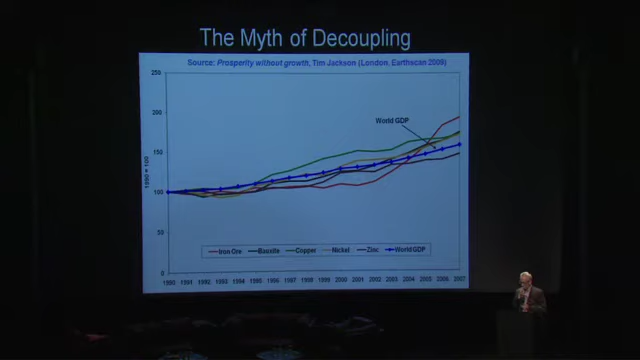 The Myth of Decoupling
Source: Prosperity without growth, Tim Jackson (London, Earthscan 2009)
250
200
150
100
50
0
1990 = 100
World GDP
Iron Ore Bauxite Copper Nickel Zinc World GDP
1990 1991 1992 1993 1994 1995 1996 1997 1998 1999 2000 2001 2002 2003 2004 2005 2006 2007